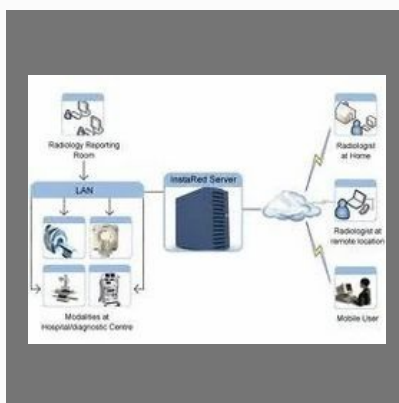 Radiology Reporting
Room
LAN
InstaRed Server
Radiologist
at Home
Radiologist at
remote location
Modalities at
Hospital/diagnostic Centre
Mobile User